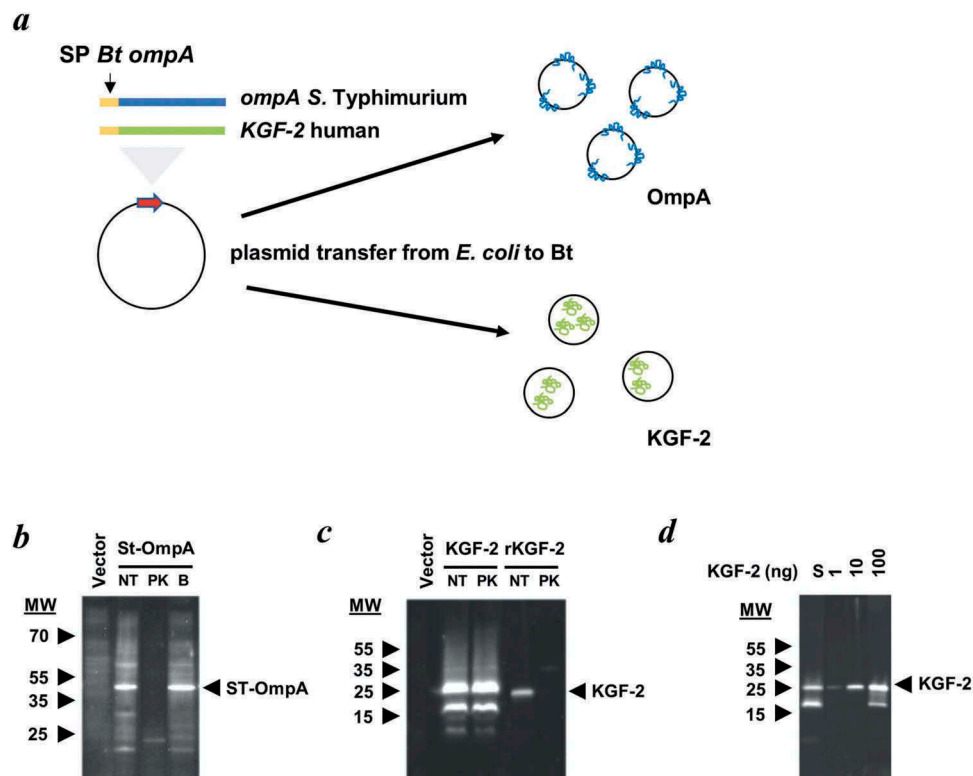 a
SP Bt ompA
ompA S. Typhimurium
KGF-2 human
OmpA
plasmid transfer from E. coli to Bt
KGF-2
b
Vector
St-OmpA
NT PK B
MW
70
55
35
25
ST-OmpA
c
Vector
KGF-2 rKGF-2
NT PK NT PK
MW
55
35
25
15
KGF-2
d
KGF-2 (ng) S 1 10 100
MW
55
35
25
15
KGF-2